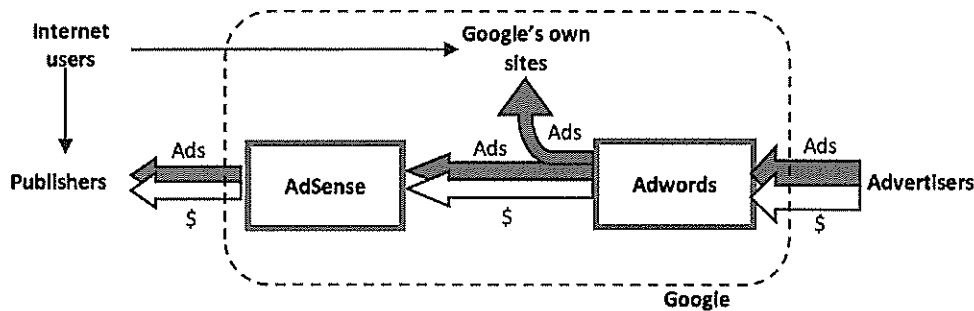 Internet
users
Google's own
sites
Ads
Ads
Ads
Ads
Publishers
AdSense
Adwords
Advertisers
$
$
$
Google